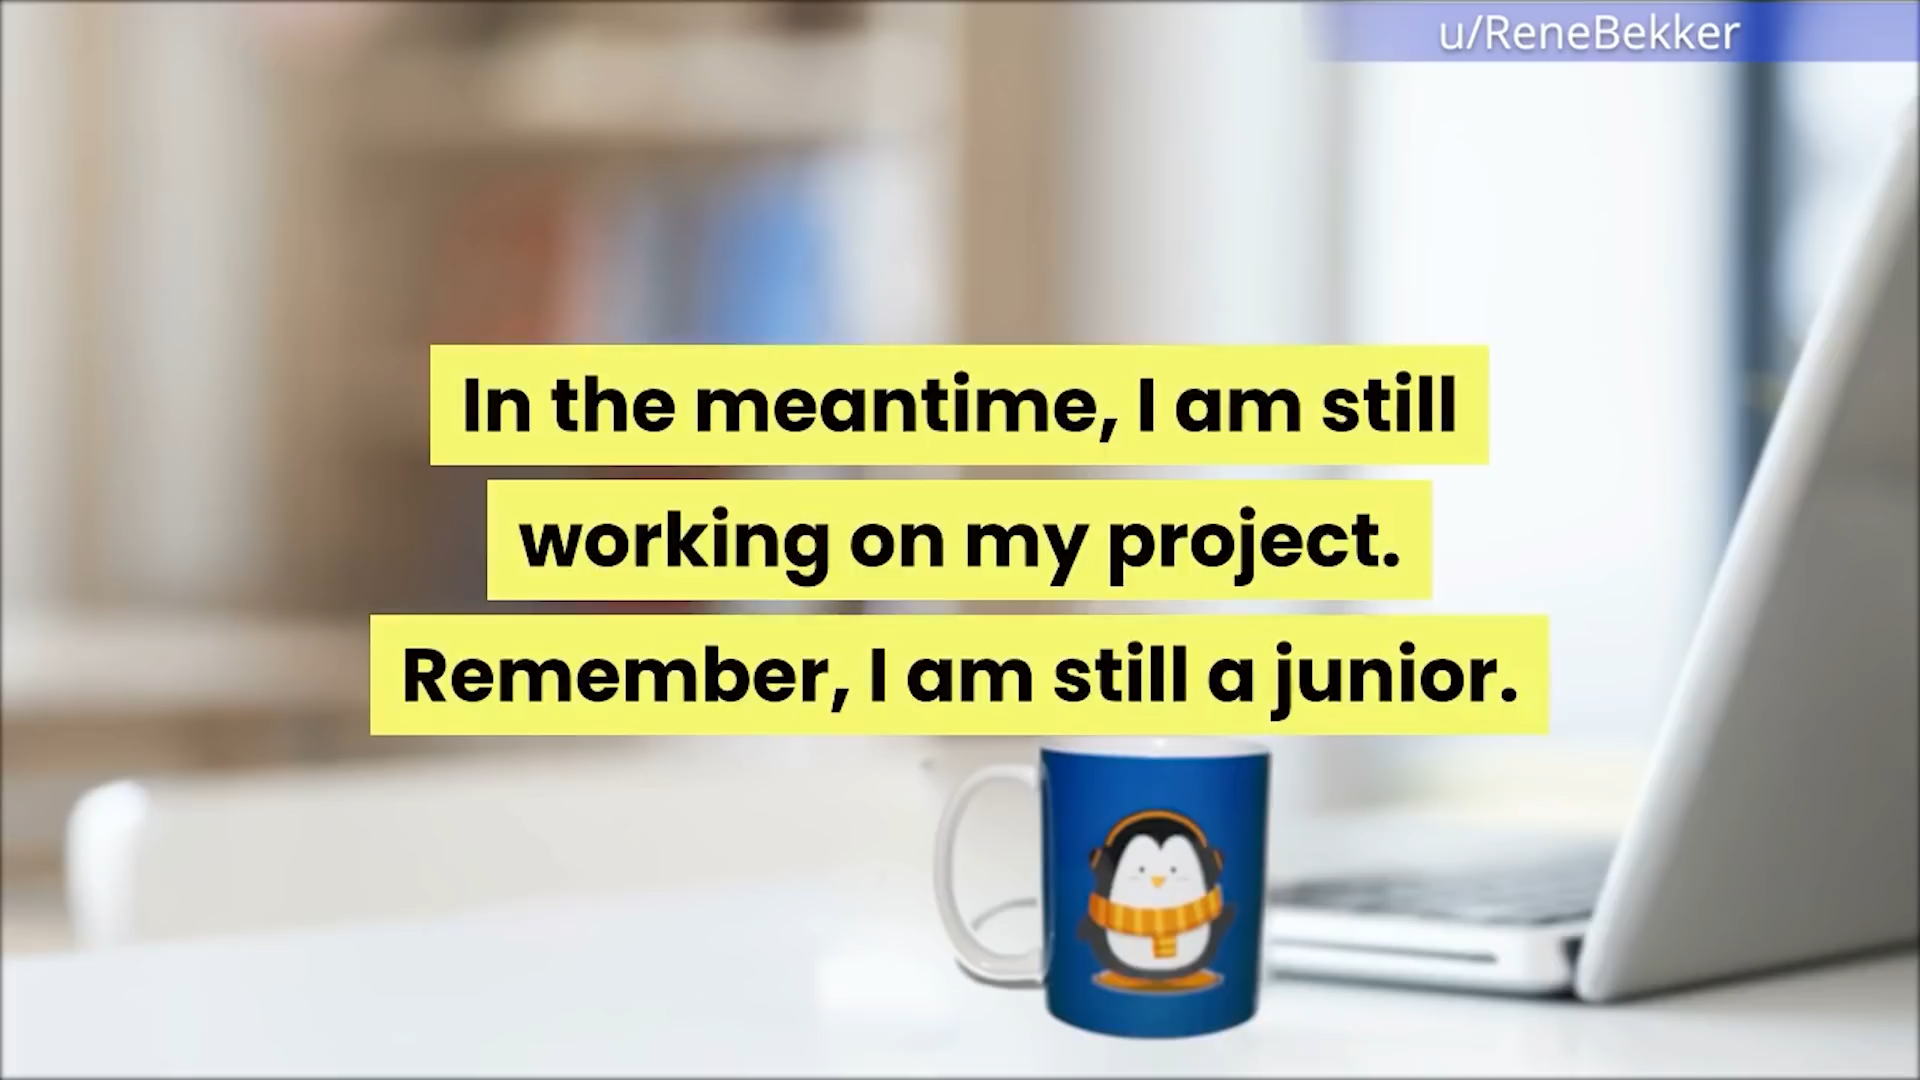 u/ReneBekker
In the meantime, I am still
working on my project.
Remember, I am still a junior.